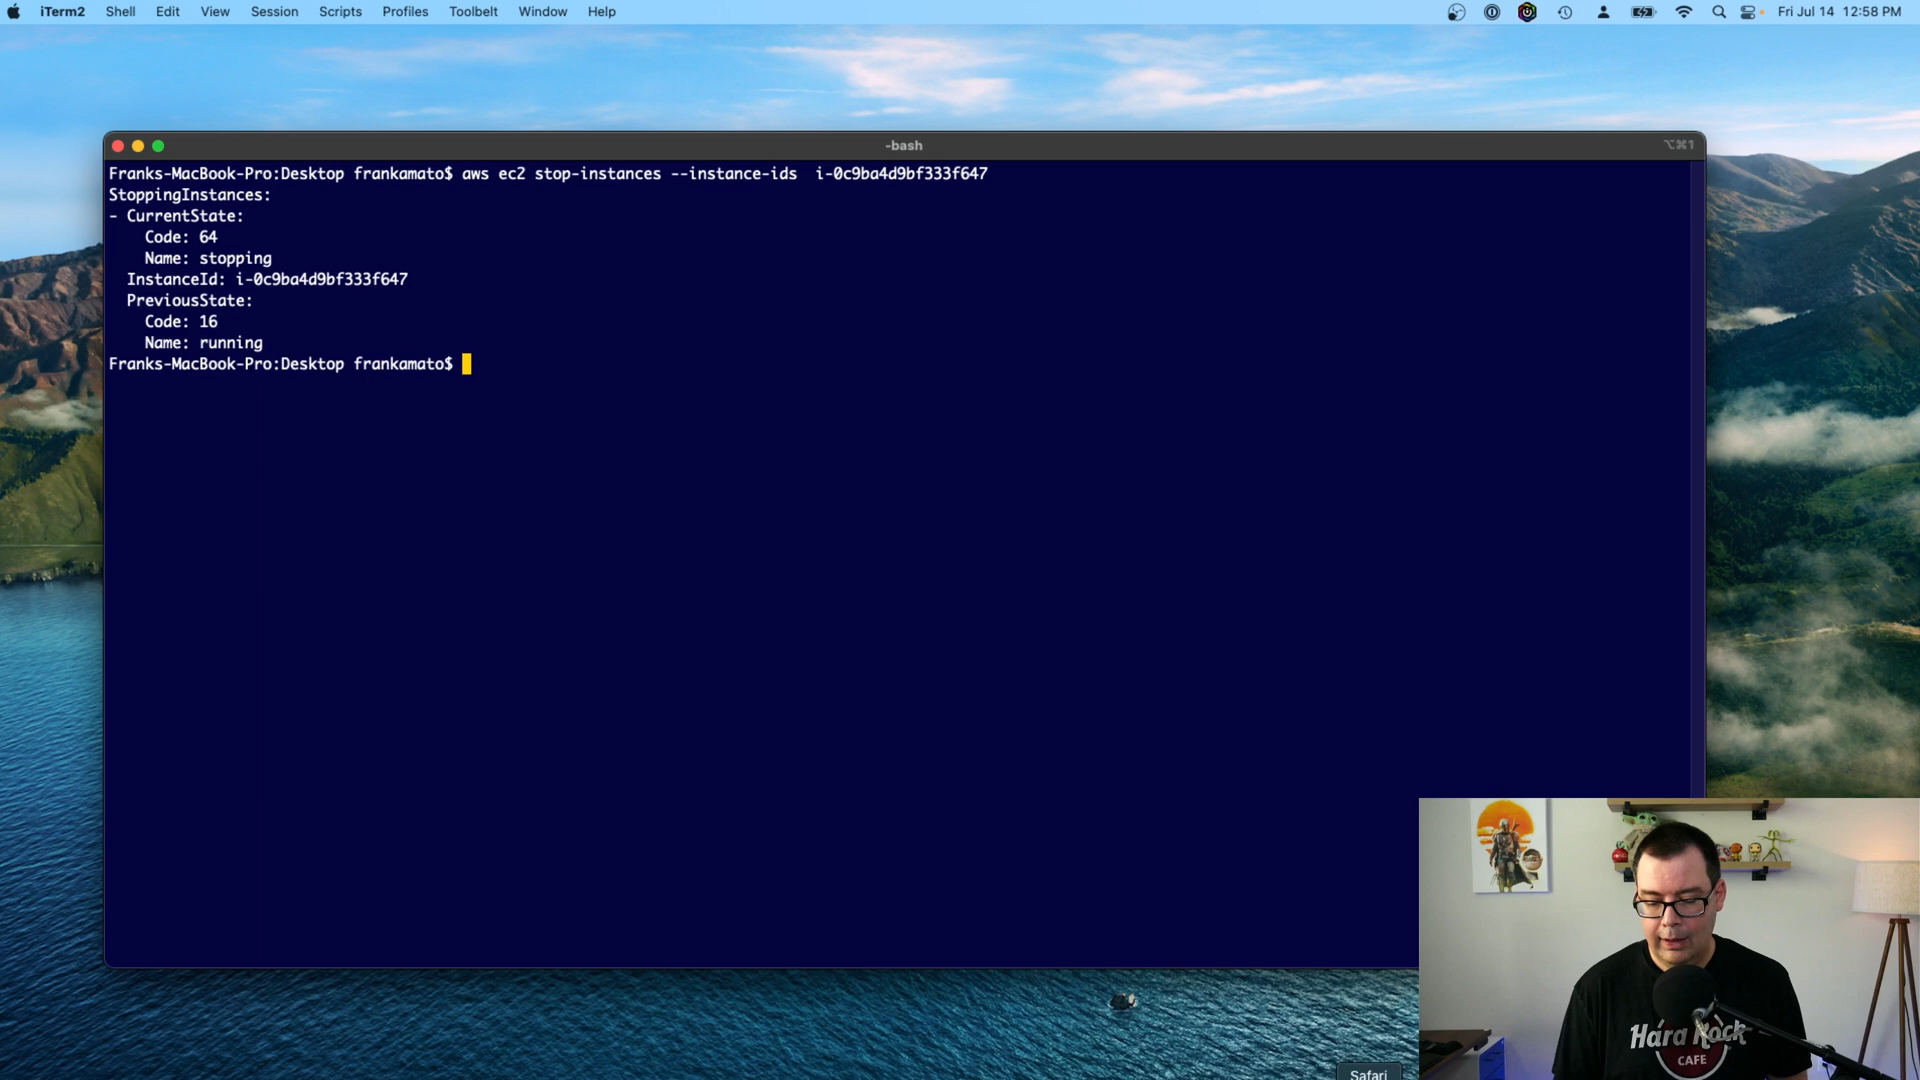 iTerm2 Shell Edit View Session Scripts Profiles Toolbelt Window Help Fri Jul 14 12:58 PM
-bash ⌥⌘1
Franks-MacBook-Pro:Desktop frankamato$ aws ec2 stop-instances --instance-ids  i-0c9ba4d9bf333f647
StoppingInstances:
- CurrentState:
Code: 64
Name: stopping
InstanceId: i-0c9ba4d9bf333f647
PreviousState:
Code: 16
Name: running
Franks-MacBook-Pro:Desktop frankamato$
Hard Rock
CAFE
Safari